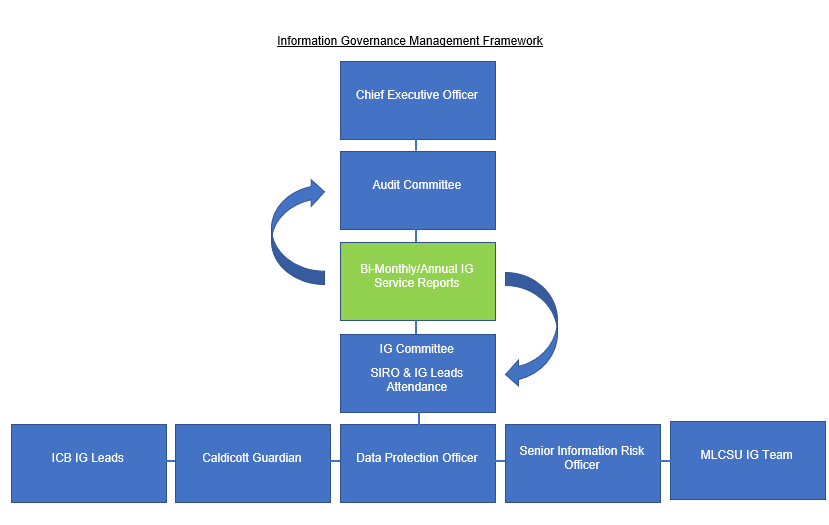 Information Governance Management Framework
Chief Executive Officer
Audit Committee
Bi-Monthly/Annual IG
Service Reports
IG Committee
SIRO & IG Leads
Attendance
ICB IG Leads
Caldicott Guardian
Data Protection Officer
Senior Information Risk
Officer
MLCSU IG Team